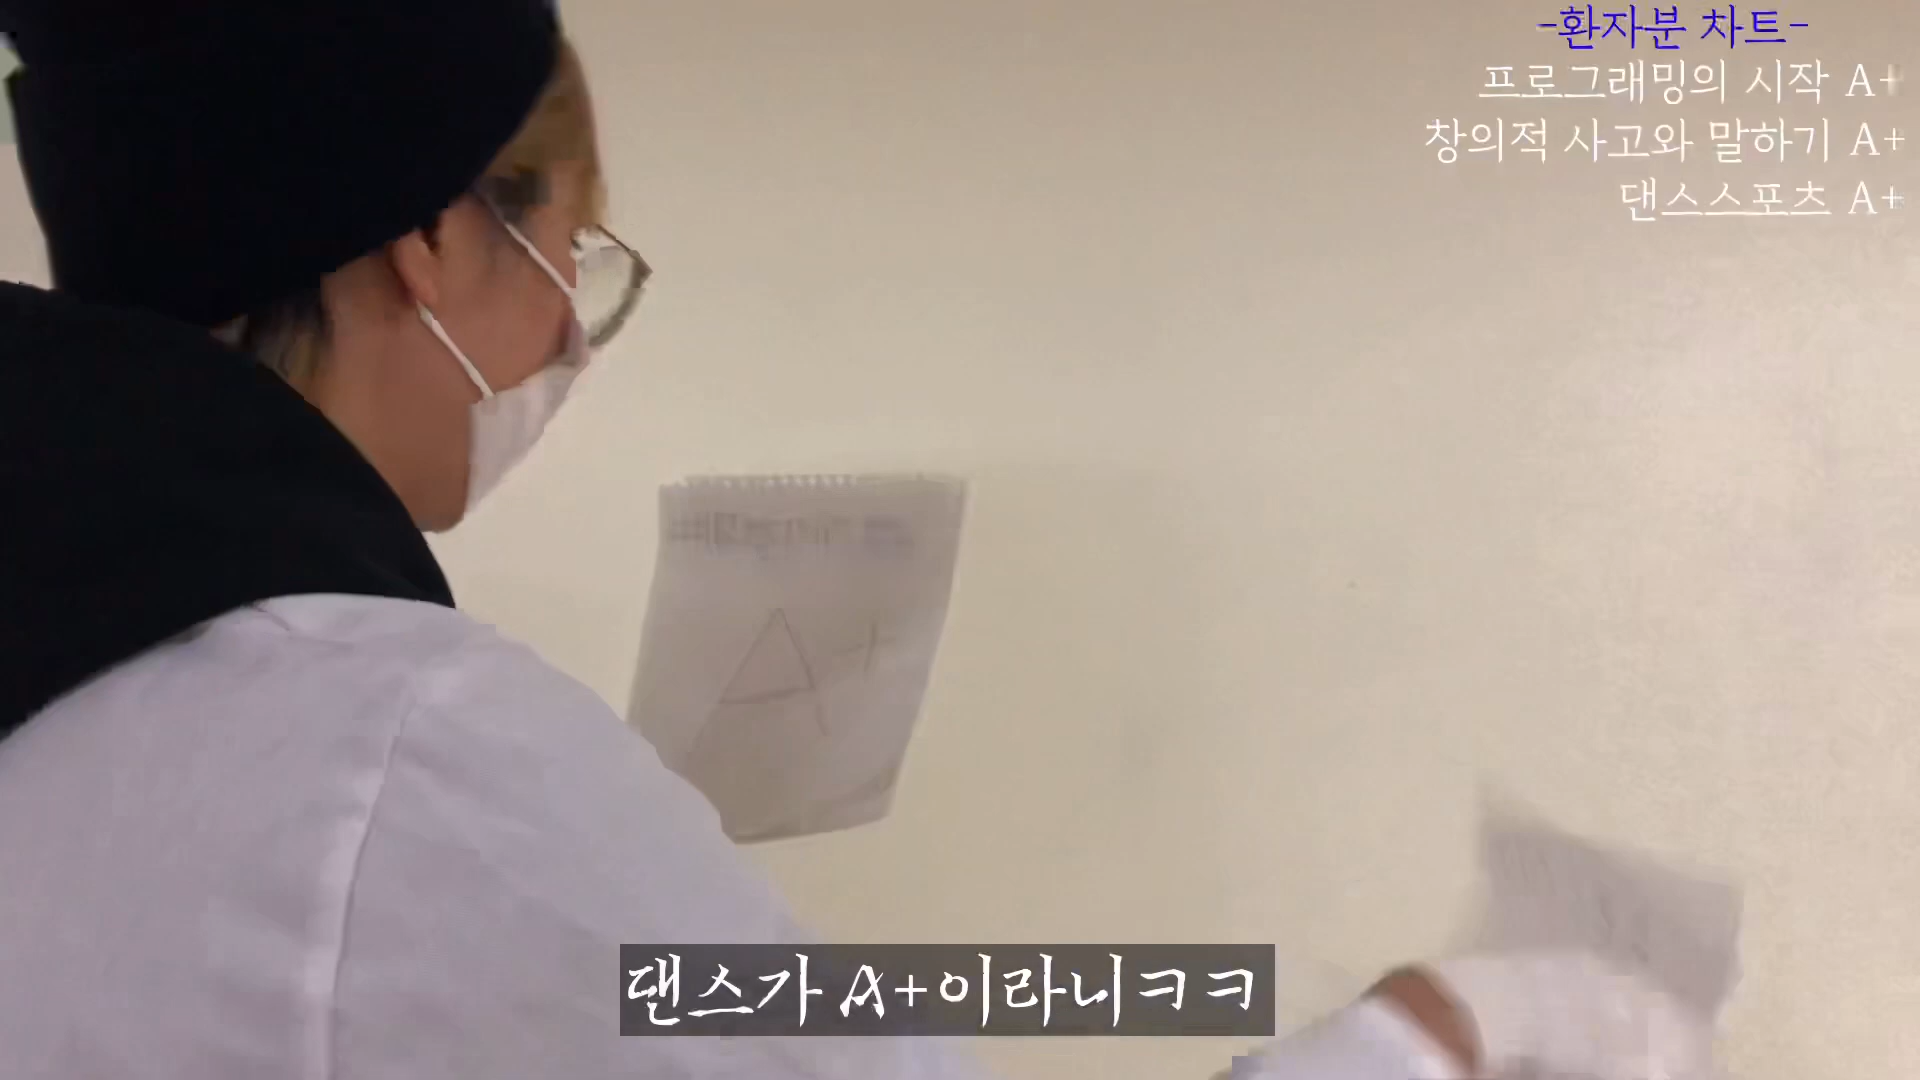 -환자분 차트-
프로그래밍의 시작 A+
창의적 사고와 말하기 A+
댄스스포츠 A+
A+
댄스가 A+이라니ㅋㅋ